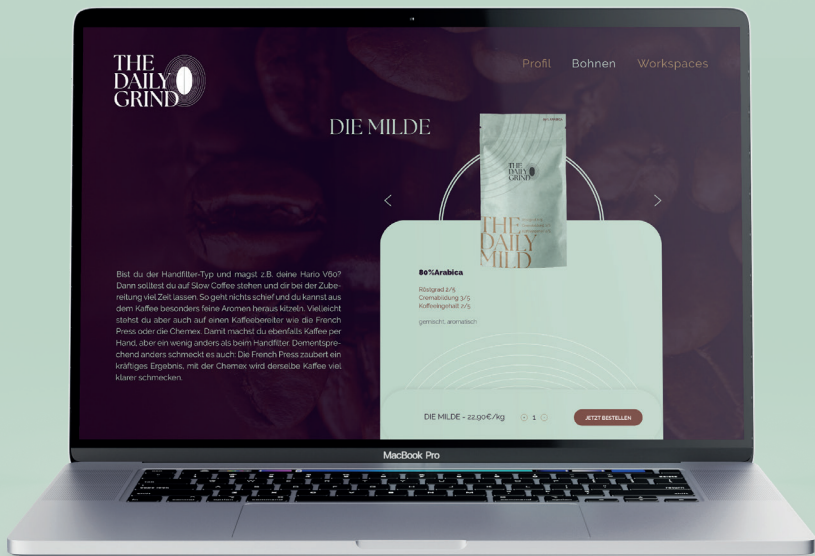 THE
DAILY
GRIND
Profil Bohnen Workspaces
DIE MILDE
80% ARABICA
THE
DAILY
GRIND
THE
DAILY
MILD
80%Arabica
Röstgrad 2/5
Cremabildung 3/5
Koffeingehalt 2/5
gemischt, aromatisch
Bist du der Handfilter-Typ und magst z.B. deine Hario V60?
Dann solltest du auf Slow Coffee stehen und dir bei der Zube-
reitung viel Zeit lassen. So geht nichts schief und du kannst aus
dem Kaffee besonders feine Aromen heraus kitzeln. Vielleicht
stehst du aber auch auf einen Kaffeebereiter wie die French
Press oder die Chemex. Damit machst du ebenfalls Kaffee per
Hand, aber ein wenig anders als beim Handfilter. Dementspre-
chend anders schmeckt es auch: Die French Press zaubert ein
kräftiges Ergebnis, mit der Chemex wird derselbe Kaffee viel
klarer schmecken.
DIE MILDE - 22,90€/kg 1 JETZT BESTELLEN
MacBook Pro